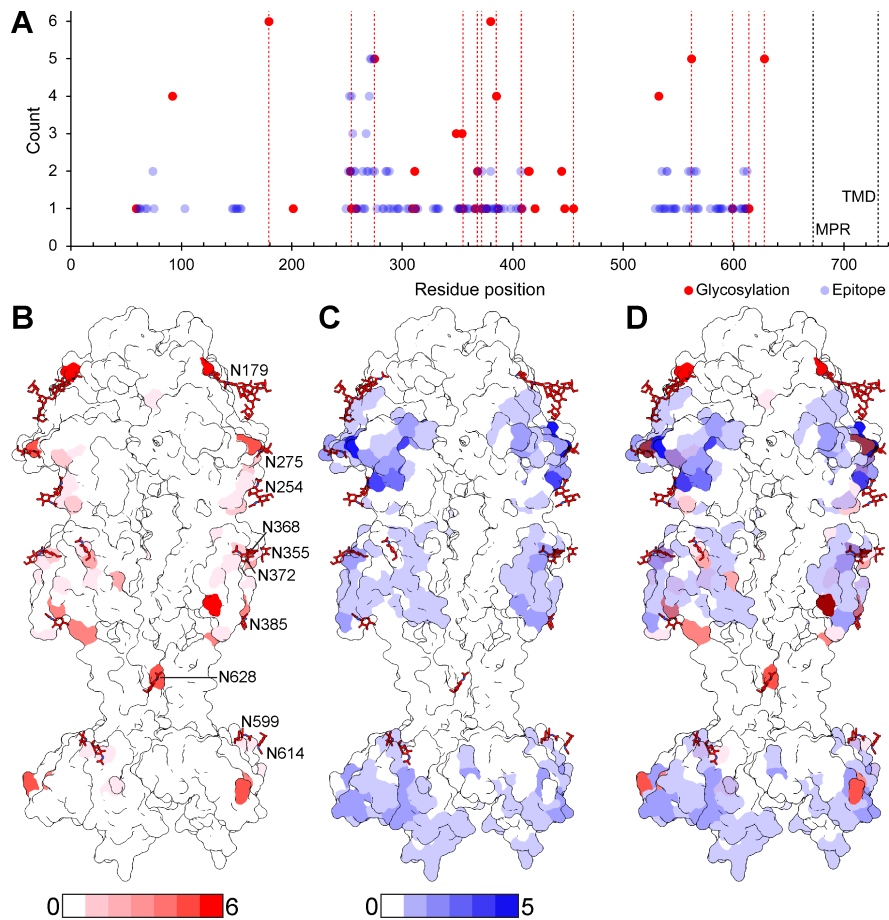 A
Count
6
5
4
3
2
1
0
TMD
MPR
0 100 200 300 400 500 600 700
Residue position
Glycosylation Epitope
B C D
N179
N275
N254
N368
N355
N372
N385
N628
N599
N614
0 6 0 5